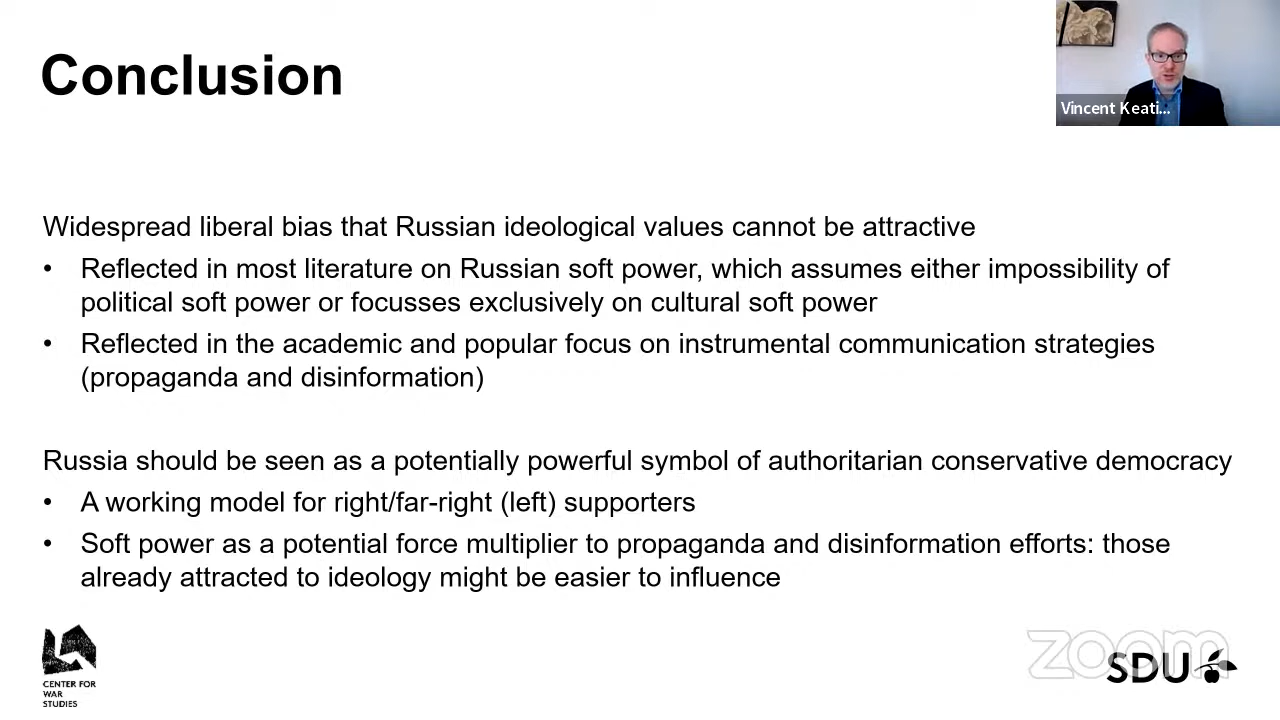 Conclusion
Vincent Keati...
Widespread liberal bias that Russian ideological values cannot be attractive
• Reflected in most literature on Russian soft power, which assumes either impossibility of
political soft power or focusses exclusively on cultural soft power
• Reflected in the academic and popular focus on instrumental communication strategies
(propaganda and disinformation)
Russia should be seen as a potentially powerful symbol of authoritarian conservative democracy
• A working model for right/far-right (left) supporters
• Soft power as a potential force multiplier to propaganda and disinformation efforts: those
already attracted to ideology might be easier to influence
CENTER FOR
WAR
STUDIES
zoom
SDU